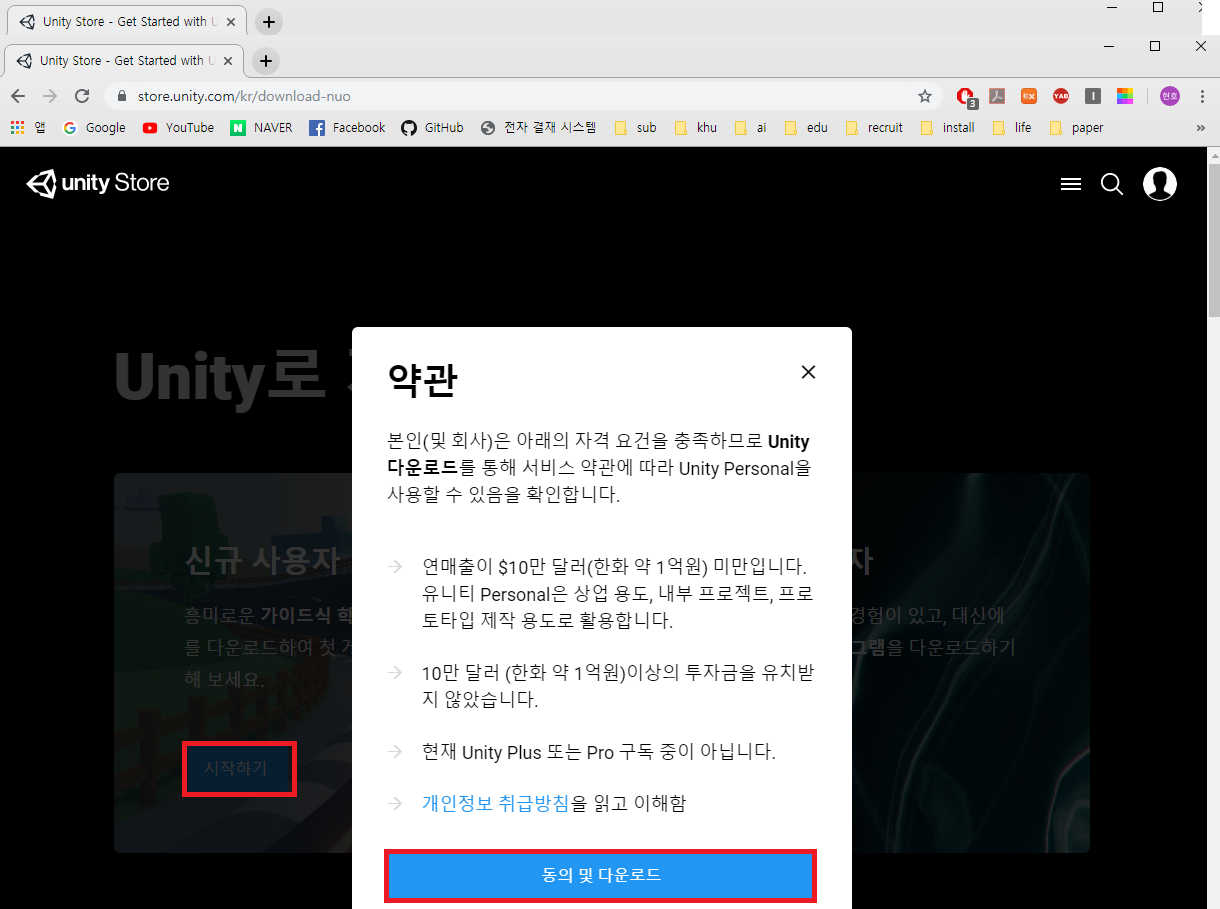 Unity Store - Get Started with U
Unity Store - Get Started with U
store.unity.com/kr/download-nuo
3
EX
YAB
I
현호
앱 Google YouTube N NAVER Facebook GitHub 전자 결재 시스템 sub khu ai edu recruit install life paper »
unity Store
Unity로
약관
본인(및 회사)은 아래의 자격 요건을 충족하므로 Unity
다운로드를 통해 서비스 약관에 따라 Unity Personal을
사용할 수 있음을 확인합니다.
연매출이 $10만 달러(한화 약 1억원) 미만입니다.
유니티 Personal은 상업 용도, 내부 프로젝트, 프로
토타입 제작 용도로 활용합니다.
10만 달러 (한화 약 1억원)이상의 투자금을 유치받
지 않았습니다.
현재 Unity Plus 또는 Pro 구독 중이 아닙니다.
개인정보 취급방침을 읽고 이해함
동의 및 다운로드
신규 사용자
흥미로운 가이드식 학
를 다운로드하여 첫
해 보세요.
시작하기
자
경험이 있고, 대신에
그램을 다운로드하기